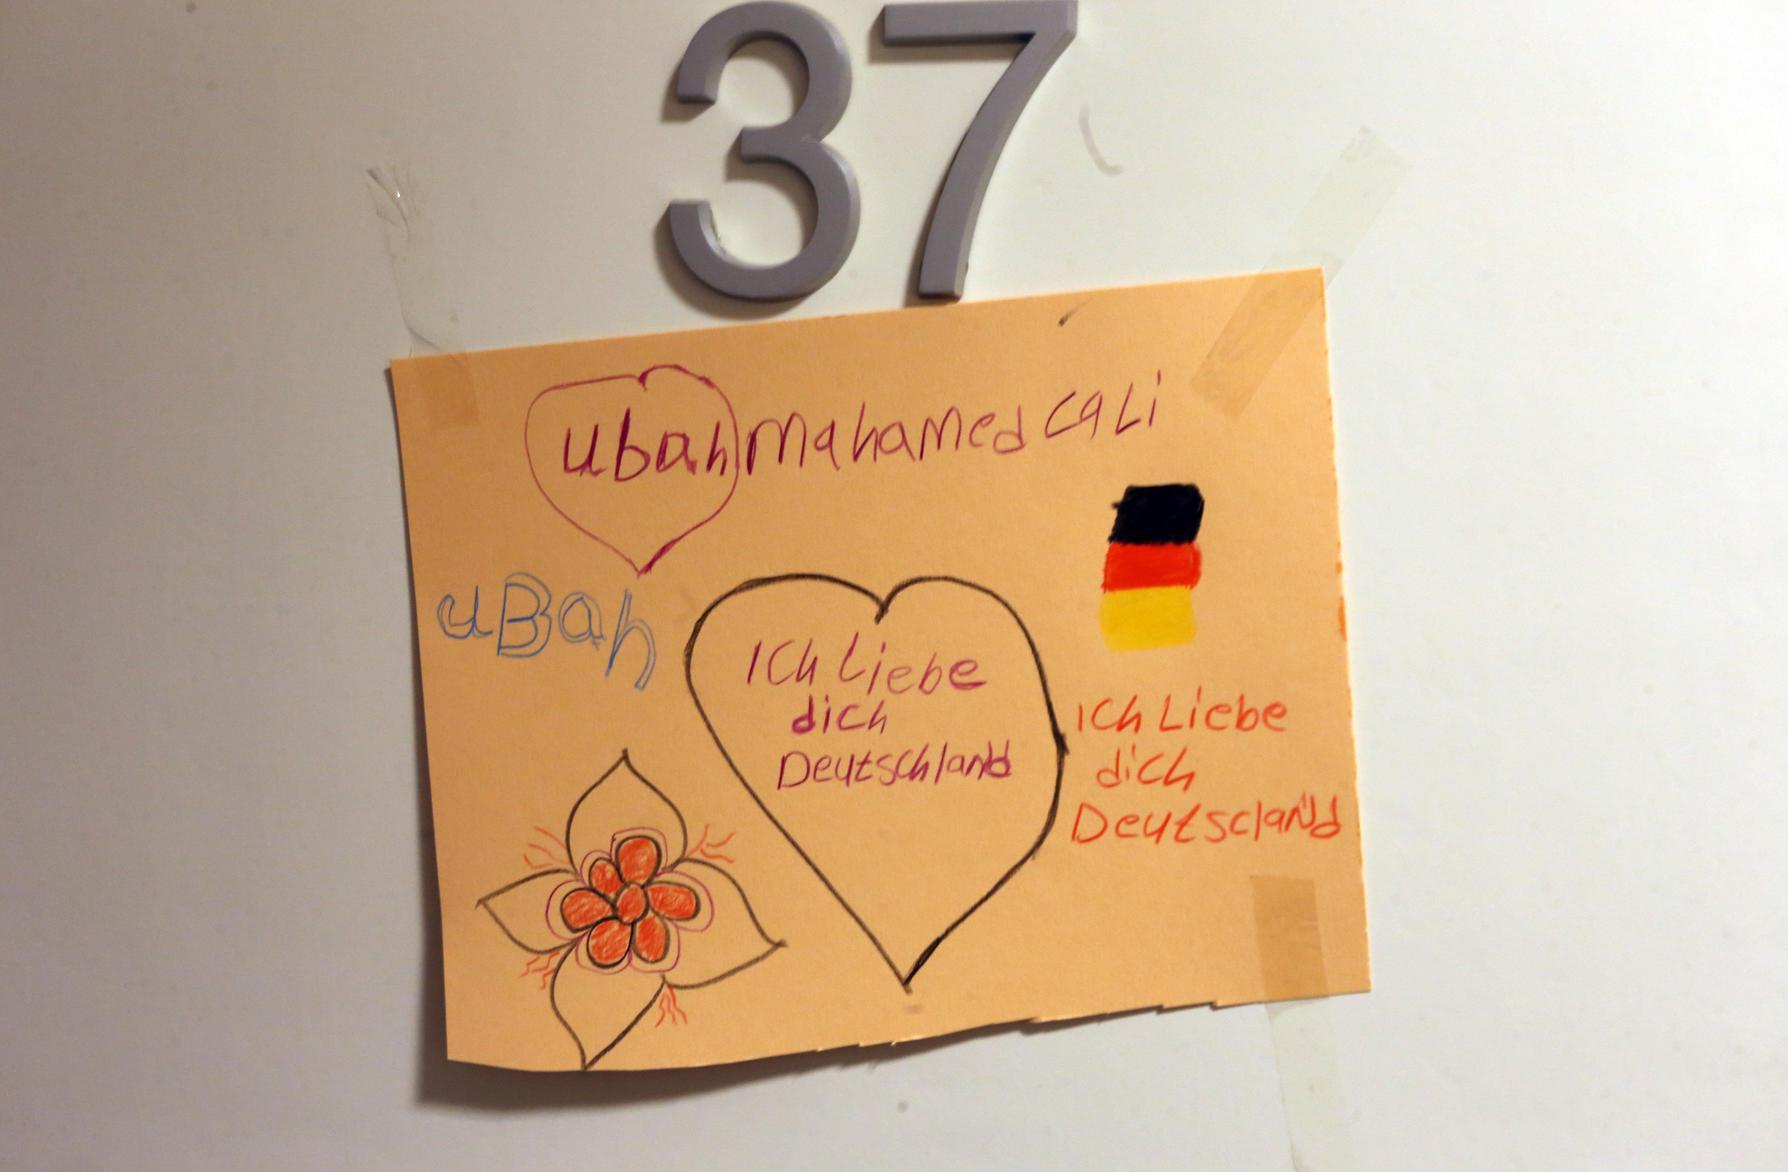 37
ubah mahamed cali
uBah
Ich Liebe
dich
Deutschland
Ich Liebe
dich
Deutscland